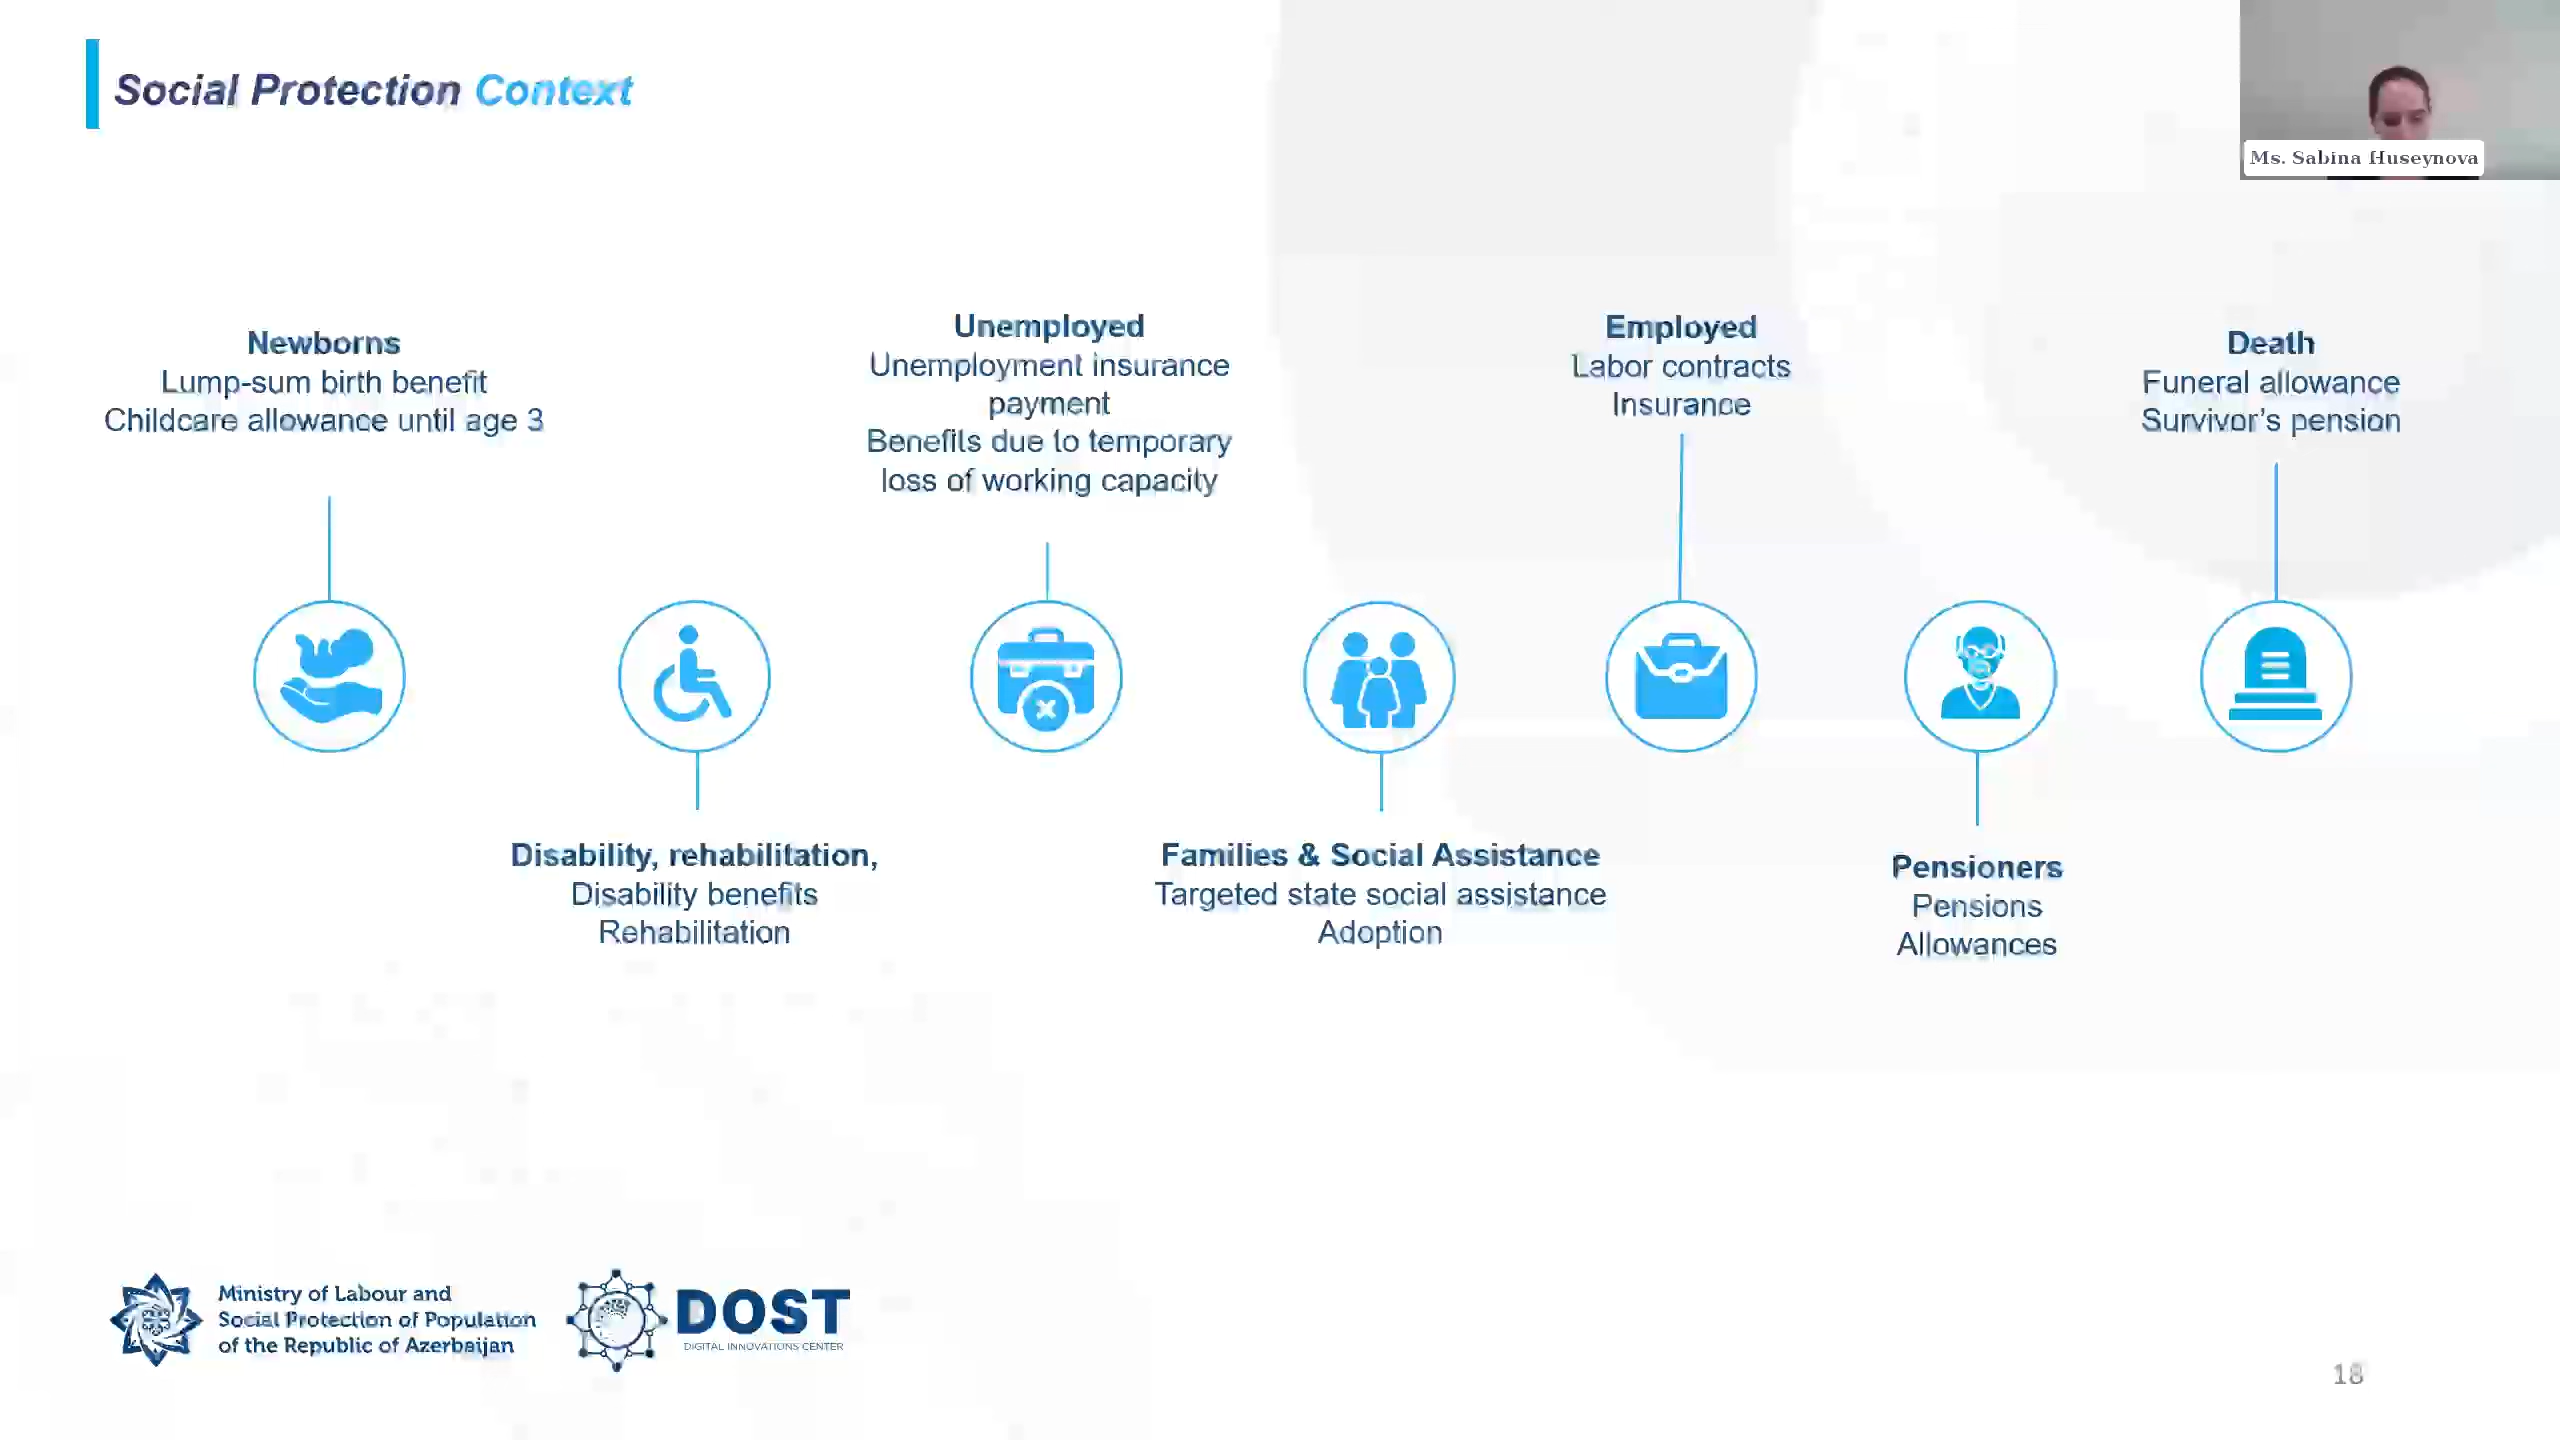 Social Protection Context
Ms. Sabina Huseynova
Newborns
Lump-sum birth benefit
Childcare allowance until age 3
Disability, rehabilitation,
Disability benefits
Rehabilitation
Unemployed
Unemployment insurance
payment
Benefits due to temporary
loss of working capacity
Families & Social Assistance
Targeted state social assistance
Adoption
Employed
Labor contracts
Insurance
Pensioners
Pensions
Allowances
Death
Funeral allowance
Survivor's pension
Ministry of Labour and
Social Protection of Population
of the Republic of Azerbaijan
DOST
DIGITAL INNOVATIONS CENTER
18